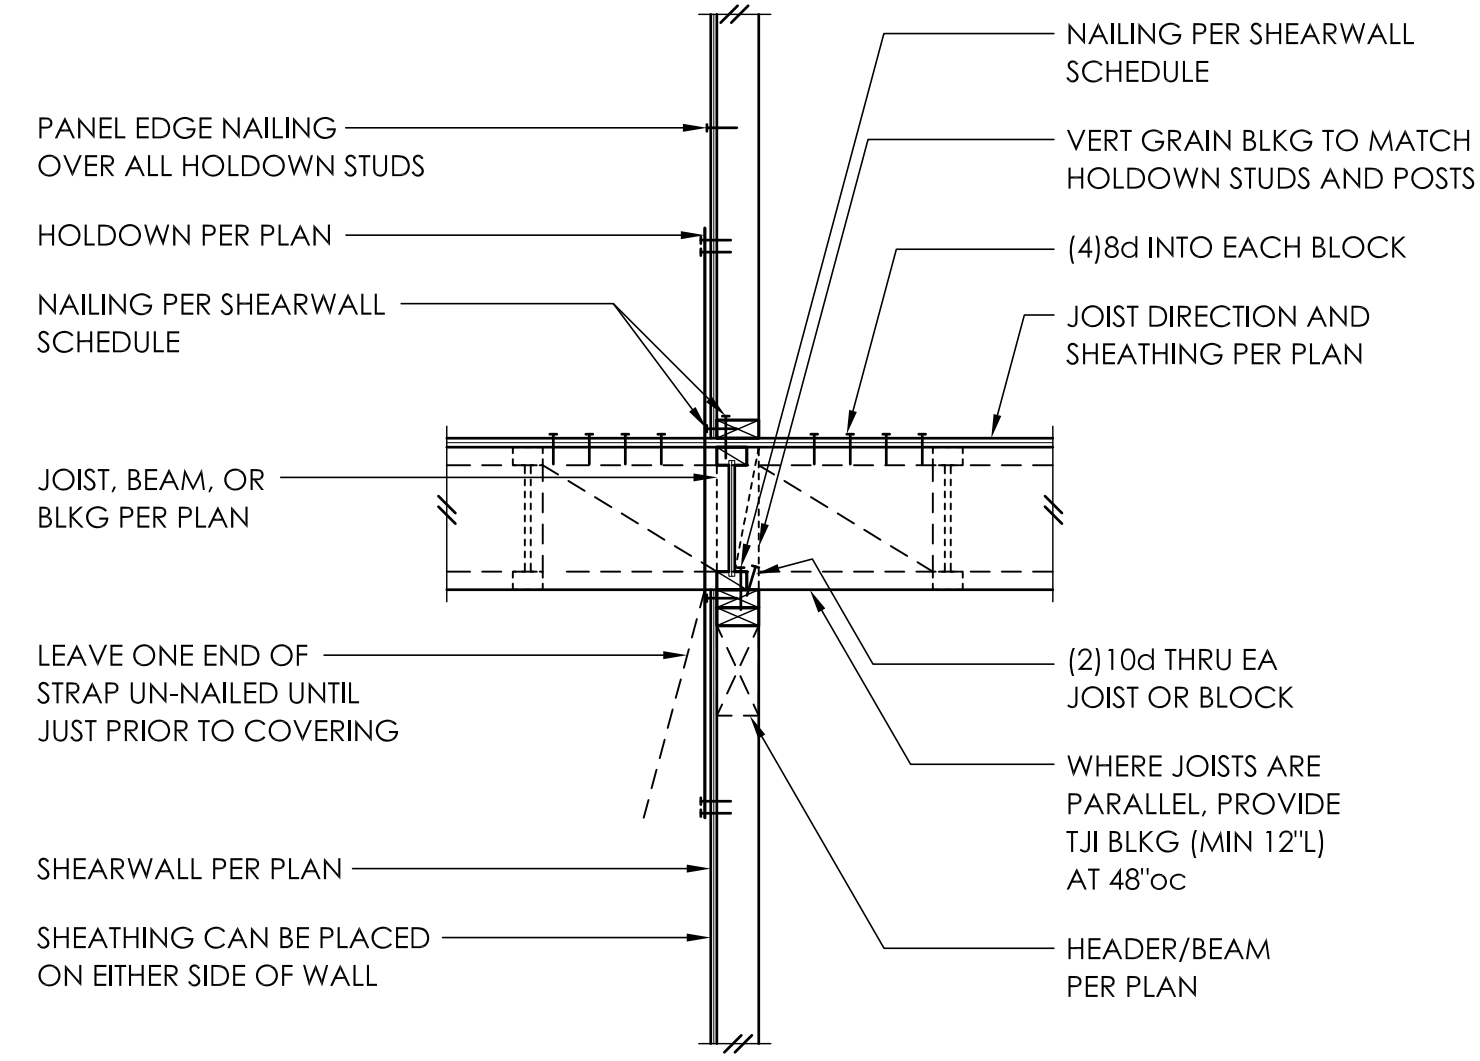 PANEL EDGE NAILING
OVER ALL HOLDOWN STUDS
HOLDOWN PER PLAN
NAILING PER SHEARWALL
SCHEDULE
JOIST, BEAM, OR
BLKG PER PLAN
LEAVE ONE END OF
STRAP UN-NAILED UNTIL
JUST PRIOR TO COVERING
SHEARWALL PER PLAN
SHEATHING CAN BE PLACED
ON EITHER SIDE OF WALL
NAILING PER SHEARWALL
SCHEDULE
VERT GRAIN BLKG TO MATCH
HOLDOWN STUDS AND POSTS
(4)8d INTO EACH BLOCK
JOIST DIRECTION AND
SHEATHING PER PLAN
(2)10d THRU EA
JOIST OR BLOCK
WHERE JOISTS ARE
PARALLEL, PROVIDE
TJI BLKG (MIN 12"L)
AT 48"oc
HEADER/BEAM
PER PLAN